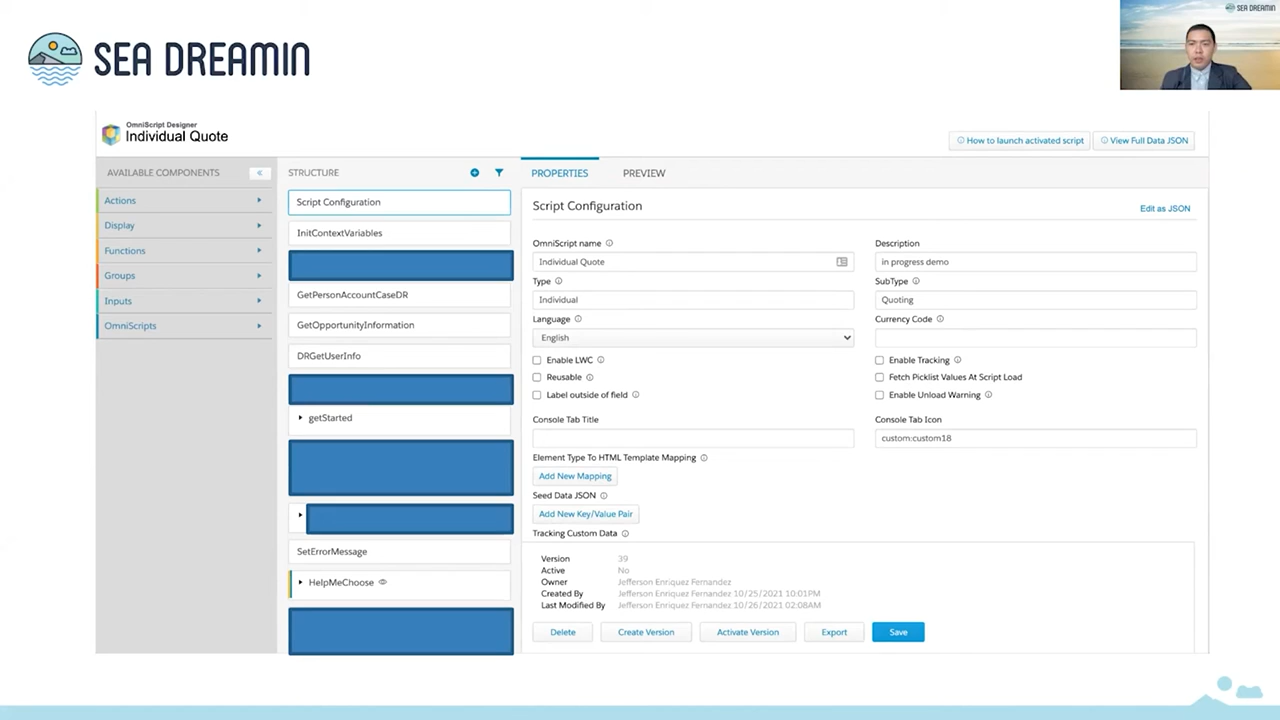 SEA DREAMIN
SEA DREAMIN
OmniScript Designer
Individual Quote
How to launch activated script
View Full Data JSON
AVAILABLE COMPONENTS
«
Actions
Display
Functions
Groups
Inputs
OmniScripts
STRUCTURE
Script Configuration
InitContextVariables
GetPersonAccountCaseDR
GetOpportunityInformation
DRGetUserInfo
getStarted
SetErrorMessage
HelpMeChoose
PROPERTIES
PREVIEW
Script Configuration
Edit as JSON
OmniScript name
Description
Individual Quote
in progress demo
Type
SubType
Individual
Quoting
Language
Currency Code
English
Enable LWC
Enable Tracking
Reusable
Fetch Picklist Values At Script Load
Label outside of field
Enable Unload Warning
Console Tab Title
Console Tab Icon
custom:custom18
Element Type To HTML Template Mapping
Add New Mapping
Seed Data JSON
Add New Key/Value Pair
Tracking Custom Data
Version 39
Active No
Owner Jefferson Enriquez Fernandez
Created By Jefferson Enriquez Fernandez 10/25/2021 10:01PM
Last Modified By Jefferson Enriquez Fernandez 10/26/2021 02:08AM
Delete
Create Version
Activate Version
Export
Save